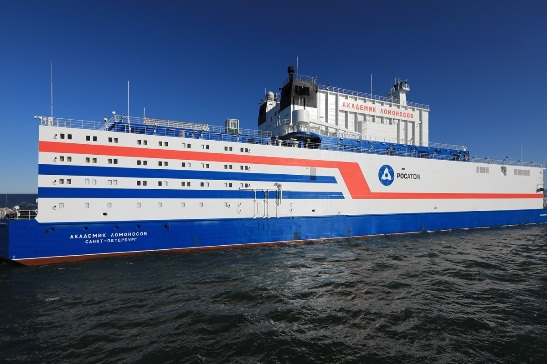 АКАДЕМИК ЛОМОНОСОВ
РОСАТОМ
АКАДЕМИК ЛОМОНОСОВ
САНКТ-ПЕТЕРБУРГ